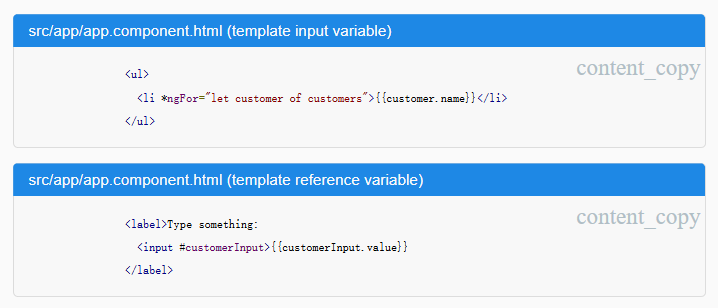 src/app/app.component.html (template input variable)
content_copy
<ul>
<li *ngFor="let customer of customers">{{customer.name}}</li>
</ul>
src/app/app.component.html (template reference variable)
content_copy
<label>Type something:
<input #customerInput>{{customerInput.value}}
</label>